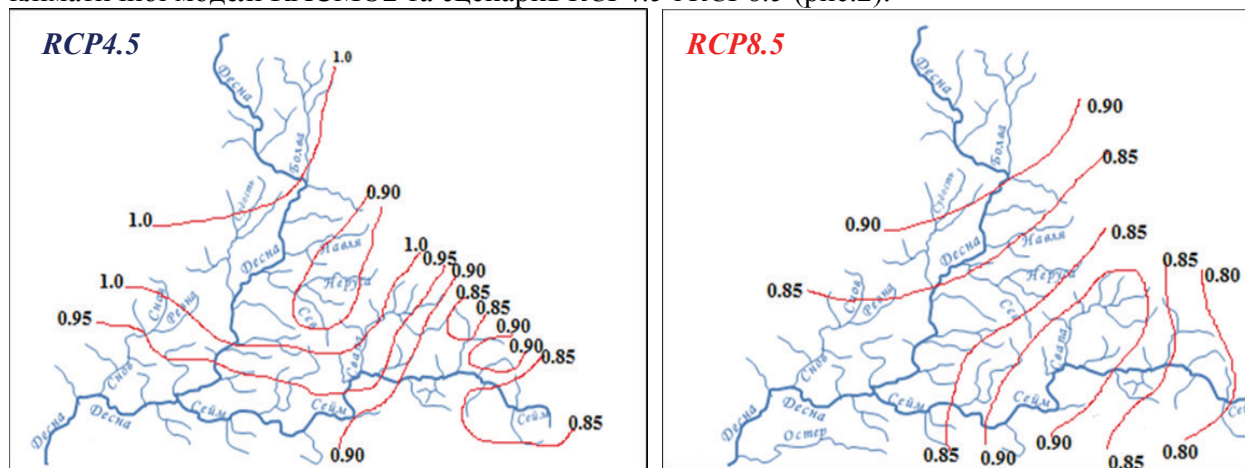 RCP4.5
1.0
Десна
Болва
Судость
0.90
1.0
Десна
Навля
1.0
0.95
0.90
Неруса
0.85
1.0
Снов
Ревна
0.85
0.95
Сев
0.90
Свапа
0.90
0.85
Снов
Десна
Десна
Сейм
Сейм
Сейм
0.85
0.90
RCP8.5
Десна
0.90
Болва
0.85
Судость
0.90
0.85
Навля
Десна
0.85
0.80
Неруса
0.85
Снов
Ревна
Сев
Свапа
Снов
Десна
Десна
Сейм
Сейм
Сейм
Остер
0.85
0.90
0.90
0.85
0.80